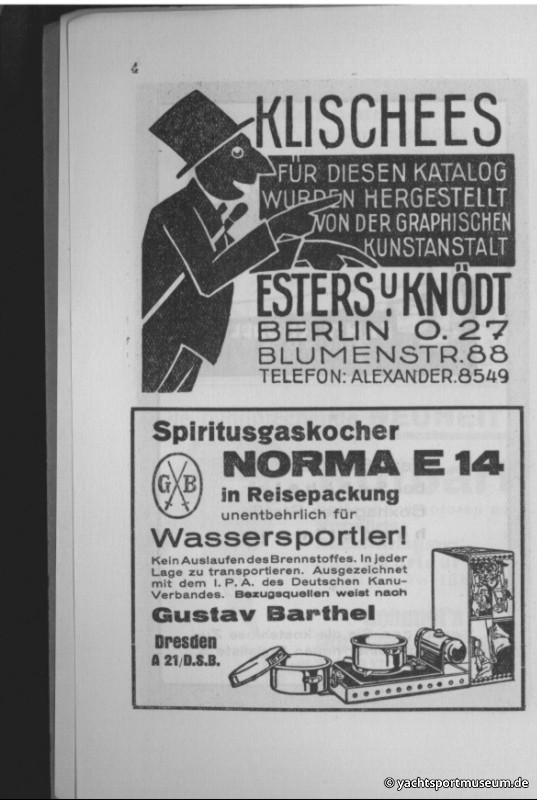 4
KLISCHEES
FÜR DIESEN KATALOG
WURDEN HERGESTELLT
VON DER GRAPHISCHEN
KUNSTANSTALT
ESTERS U. KNÖDT
BERLIN O. 27
BLUMENSTR. 88
TELEFON: ALEXANDER. 8549
Spiritusgaskocher
NORMA E 14
G B
in Reisepackung
unentbehrlich für
Wassersportler!
Kein Auslaufen des Brennstoffes. In jeder
Lage zu transportieren. Ausgezeichnet
mit dem I. P. A. des Deutschen Kanu-
Verbandes. Bezugsquellen weist nach
Gustav Barthel
Dresden
A 21/D.S.B.
© yachtsportmuseum.de